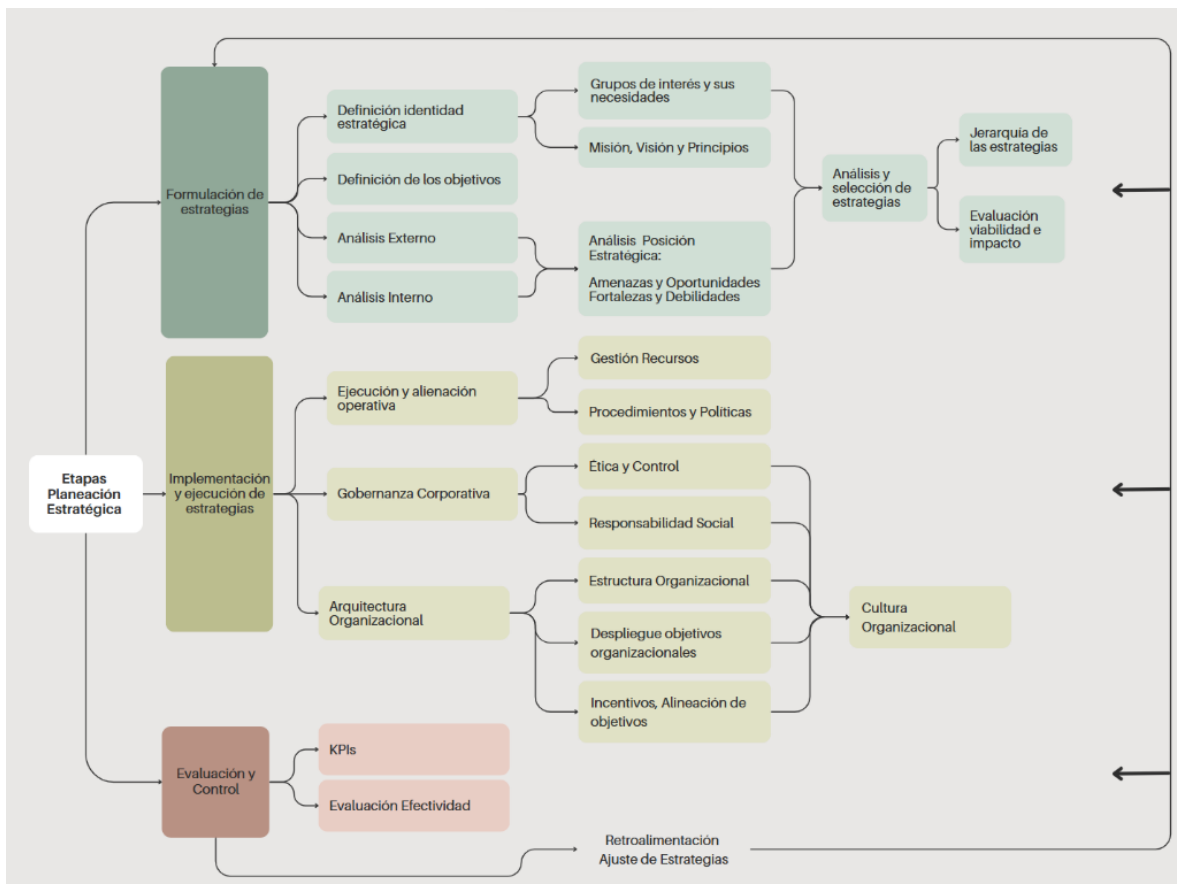 Formulación de
estrategias
Definición identidad
estratégica
Definición de los objetivos
Análisis Externo
Análisis Interno
Grupos de interés y sus
necesidades
Misión, Visión y Principios
Análisis Posición
Estratégica:
Amenazas y Oportunidades
Fortalezas y Debilidades
Análisis y
selección de
estrategias
Jerarquía de
las estrategias
Evaluación
viabilidad e
impacto
Etapas
Planeación
Estratégica
Implementación
y ejecución de
estrategias
Ejecución y alienación
operativa
Gestión Recursos
Procedimientos y Políticas
Gobernanza Corporativa
Ética y Control
Responsabilidad Social
Arquitectura
Organizacional
Estructura Organizacional
Despliegue objetivos
organizacionales
Incentivos, Alineación de
objetivos
Cultura
Organizacional
Evaluación y
Control
KPIs
Evaluación Efectividad
Retroalimentación
Ajuste de Estrategias